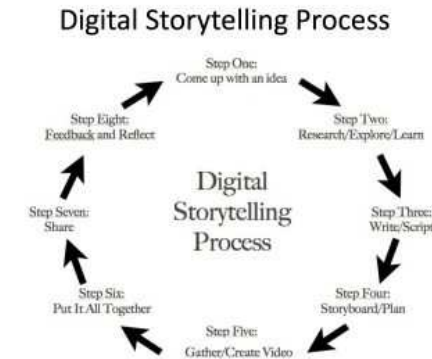 Digital Storytelling Process
Step One:
Come up with an idea
Step Two:
Research/Explore/Learn
Step Three:
Write/Script
Step Four:
Storyboard/Plan
Step Five:
Gather/Create Video
Step Six:
Put It All Together
Step Seven:
Share
Step Eight:
Feedback and Reflect
Digital
Storytelling
Process